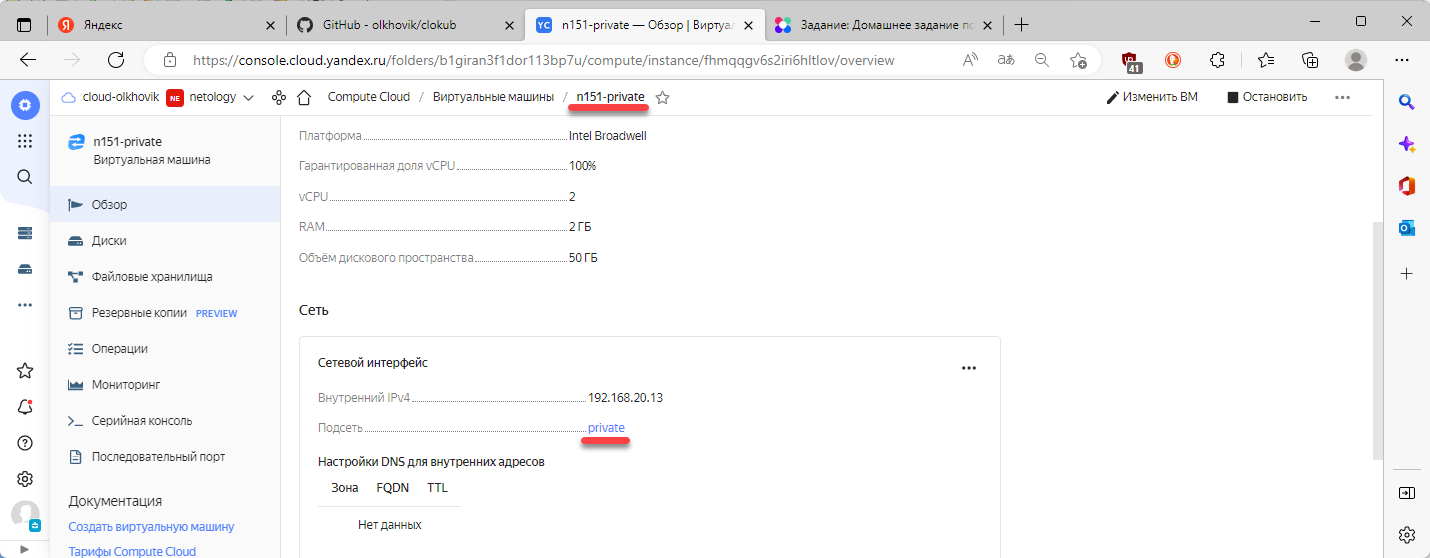 Яндекс
GitHub - olkhovik/clokub
YC
n151-private — Обзор | Виртуа
Задание: Домашнее задание по
https://console.cloud.yandex.ru/folders/b1giran3f1dor113bp7u/compute/instance/fhmqqgv6s2iri6hltlov/overview
41
cloud-olkhovik
NE
netology
Compute Cloud / Виртуальные машины / n151-private
Изменить ВМ
Остановить
n151-private
Виртуальная машина
Обзор
Диски
Файловые хранилища
Резервные копии PREVIEW
Операции
Мониторинг
Серийная консоль
Последовательный порт
Документация
Создать виртуальную машину
Тарифы Compute Cloud
Платформа Intel Broadwell
Гарантированная доля vCPU 100%
vCPU 2
RAM 2 ГБ
Объём дискового пространства 50 ГБ
Сеть
Сетевой интерфейс
Внутренний IPv4 192.168.20.13
Подсеть private
Настройки DNS для внутренних адресов
Зона FQDN TTL
Нет данных